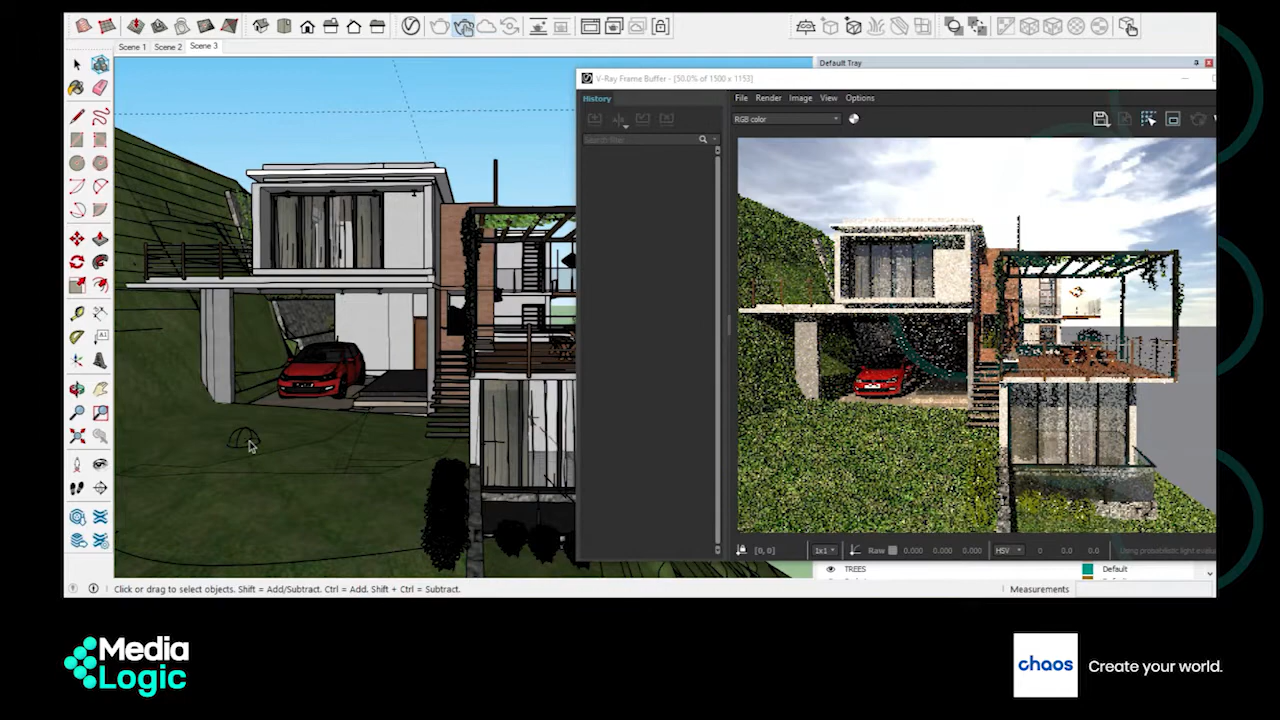 Scene 1
Scene 2
Scene 3
Default Tray
V-Ray Frame Buffer - [50.0% of 1500 x 1153]
History
File
Render
Image
View
Options
RGB color
Search filter
[0, 0]
1x1
Raw
0.000
0.000
0.000
HSV
0
0.0
0.0
Using probabilistic light evalua
TREES
Default
Click or drag to select objects. Shift = Add/Subtract. Ctrl = Add. Shift + Ctrl = Subtract.
Measurements
Media
Logic
chaos
Create your world.